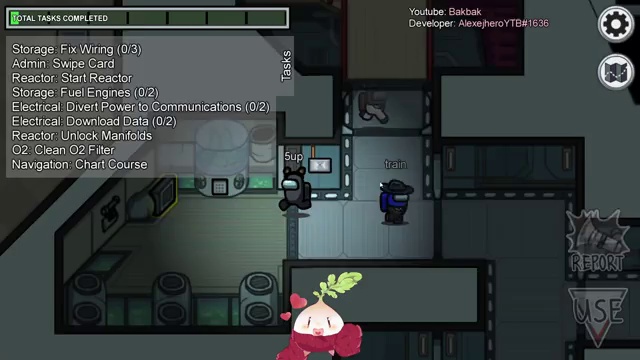 TOTAL TASKS COMPLETED
Youtube: Bakbak
Developer: AlexejheroYTB#1636
Storage: Fix Wiring (0/3)
Admin: Swipe Card
Reactor: Start Reactor
Storage: Fuel Engines (0/2)
Electrical: Divert Power to Communications (0/2)
Electrical: Download Data (0/2)
Reactor: Unlock Manifolds
O2: Clean O2 Filter
Navigation: Chart Course
Tasks
5up
train
REPORT
USE